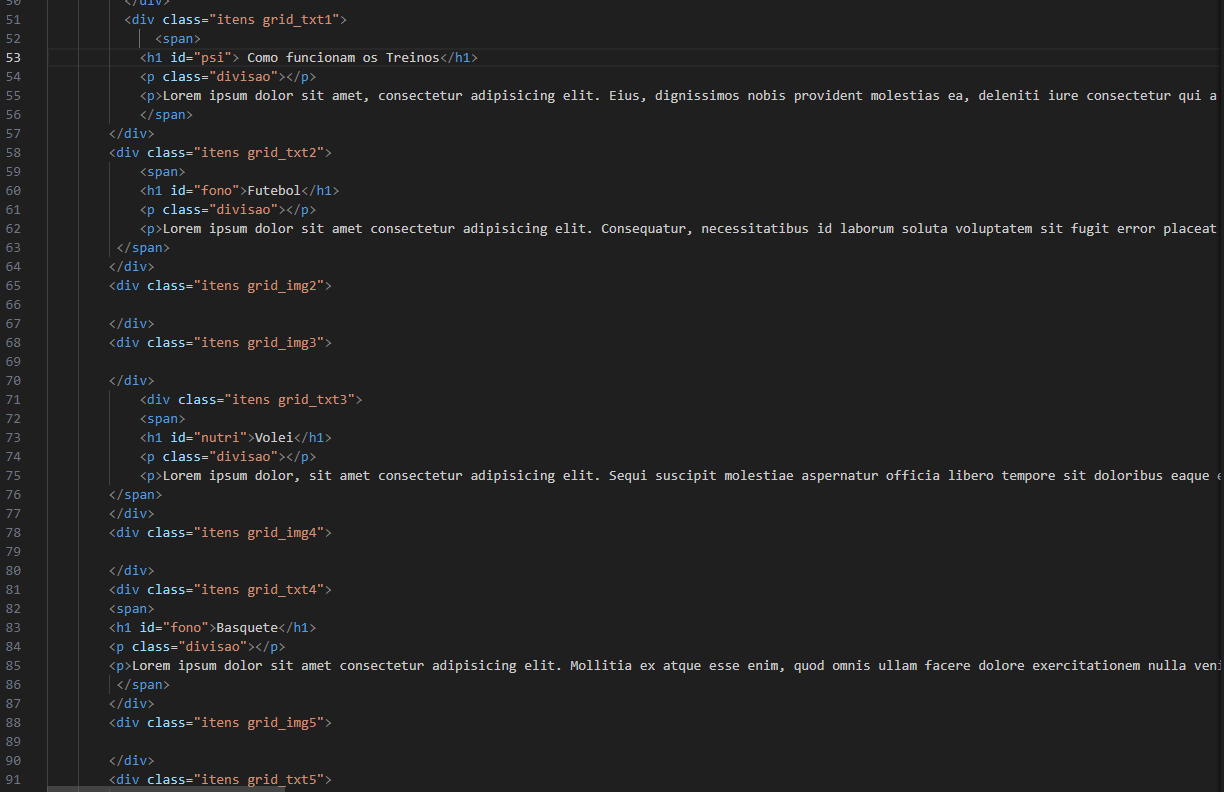 50 </div>
51 <div class="itens grid_txt1">
52 <span>
53 <h1 id="psi"> Como funcionam os Treinos</h1>
54 <p class="divisao"></p>
55 <p>Lorem ipsum dolor sit amet, consectetur adipisicing elit. Eius, dignissimos nobis provident molestias ea, deleniti iure consectetur qui a
56 </span>
57 </div>
58 <div class="itens grid_txt2">
59 <span>
60 <h1 id="fono">Futebol</h1>
61 <p class="divisao"></p>
62 <p>Lorem ipsum dolor sit amet consectetur adipisicing elit. Consequatur, necessitatibus id laborum soluta voluptatem sit fugit error placeat
63 </span>
64 </div>
65 <div class="itens grid_img2">
66
67 </div>
68 <div class="itens grid_img3">
69
70 </div>
71 <div class="itens grid_txt3">
72 <span>
73 <h1 id="nutri">Volei</h1>
74 <p class="divisao"></p>
75 <p>Lorem ipsum dolor, sit amet consectetur adipisicing elit. Sequi suscipit molestiae aspernatur officia libero tempore sit doloribus eaque
76 </span>
77 </div>
78 <div class="itens grid_img4">
79
80 </div>
81 <div class="itens grid_txt4">
82 <span>
83 <h1 id="fono">Basquete</h1>
84 <p class="divisao"></p>
85 <p>Lorem ipsum dolor sit amet consectetur adipisicing elit. Mollitia ex atque esse enim, quod omnis ullam facere dolore exercitationem nulla veni
86 </span>
87 </div>
88 <div class="itens grid_img5">
89
90 </div>
91 <div class="itens grid_txt5">